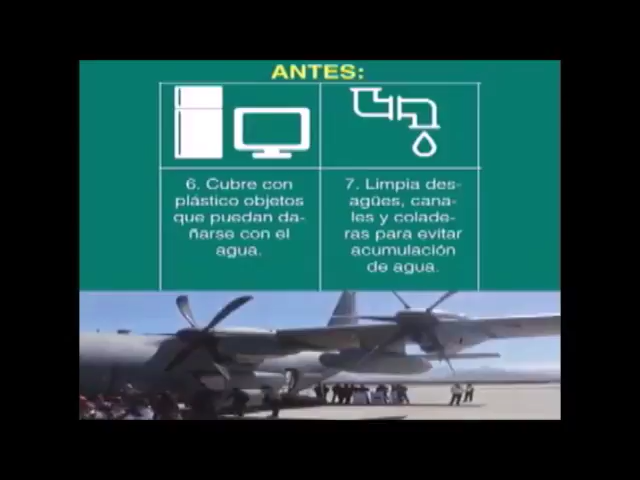 ANTES:
6. Cubre con
plástico objetos
que puedan da-
ñarse con el
agua.
7. Limpia des-
agües, cana-
les y colade-
ras para evitar
acumulación
de agua.